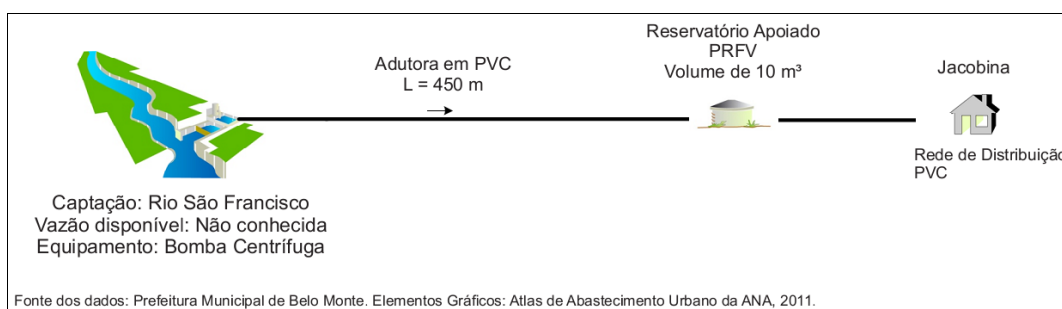 Adutora em PVC
L = 450 m
Reservatório Apoiado
PRFV
Volume de 10 m³
Jacobina
Rede de Distribuição
PVC
Captação: Rio São Francisco
Vazão disponível: Não conhecida
Equipamento: Bomba Centrífuga
Fonte dos dados: Prefeitura Municipal de Belo Monte. Elementos Gráficos: Atlas de Abastecimento Urbano da ANA, 2011.